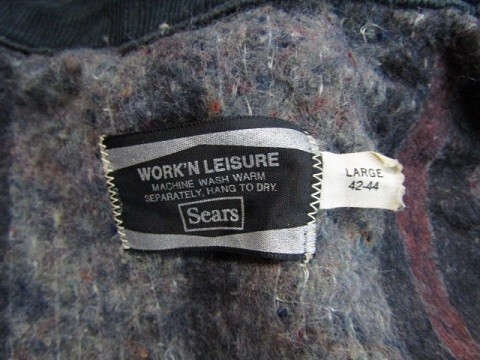 WORK'N LEISURE
MACHINE WASH WARM
SEPARATELY, HANG TO DRY.
Sears
LARGE
42-44